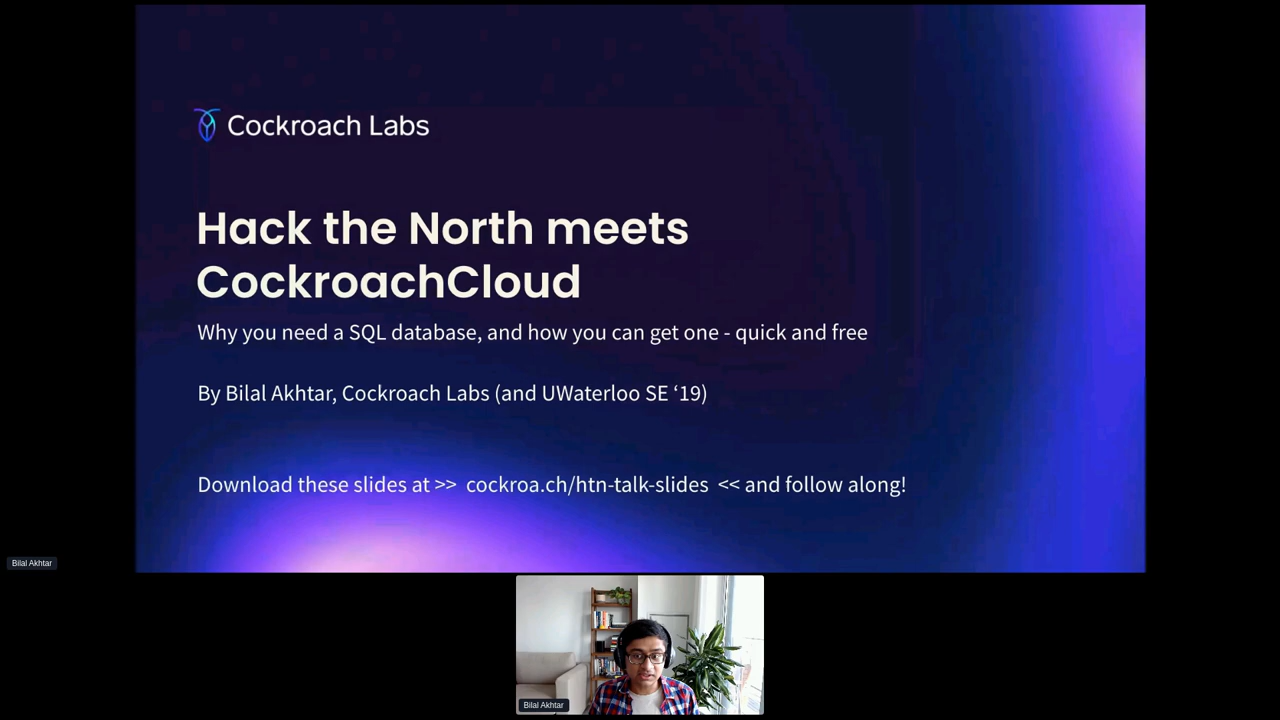 Cockroach Labs
Hack the North meets
CockroachCloud
Why you need a SQL database, and how you can get one - quick and free
By Bilal Akhtar, Cockroach Labs (and UWaterloo SE ‘19)
Download these slides at >> cockroa.ch/htn-talk-slides << and follow along!
Bilal Akhtar
Bilal Akhtar